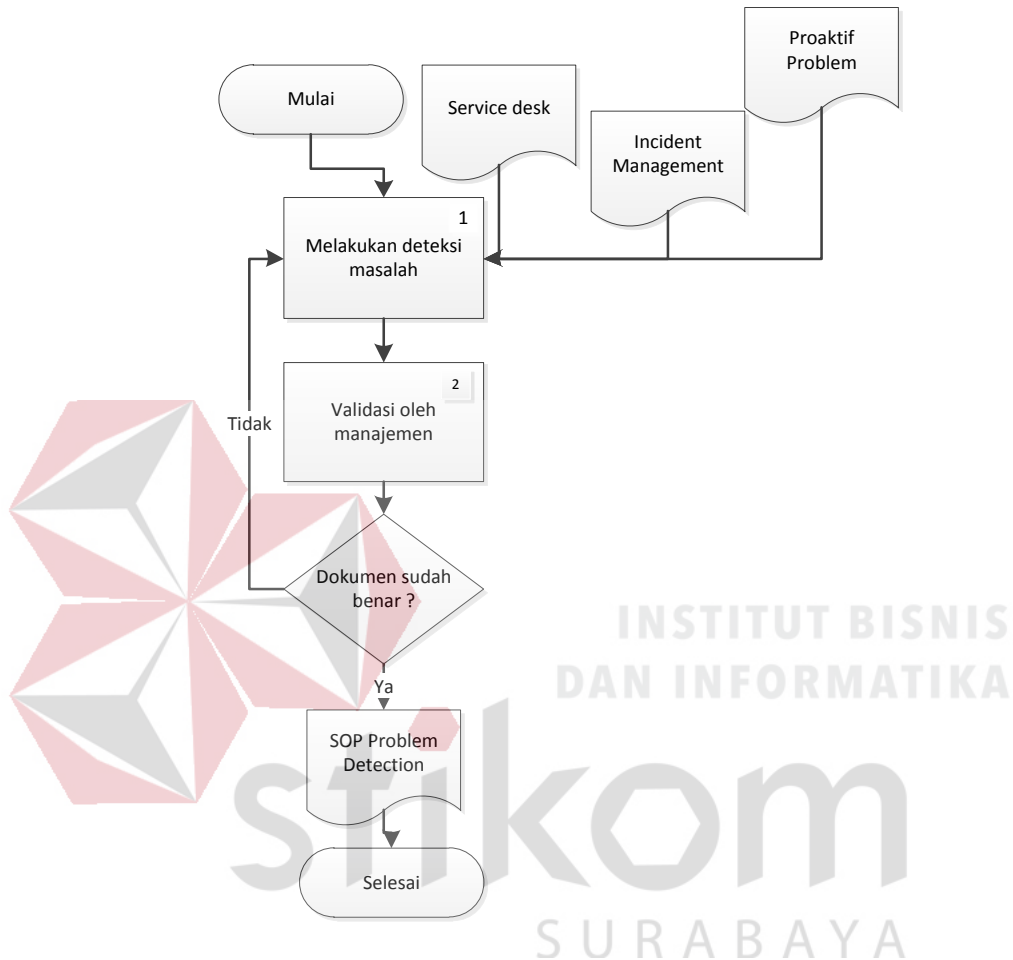 Mulai
Service desk
Incident
Management
Proaktif
Problem
1
Melakukan deteksi
masalah
2
Validasi oleh
manajemen
Tidak
Dokumen sudah
benar ?
Ya
SOP Problem
Detection
Selesai
INSTITUT BISNIS
DAN INFORMATIKA
stikom
SURABAYA